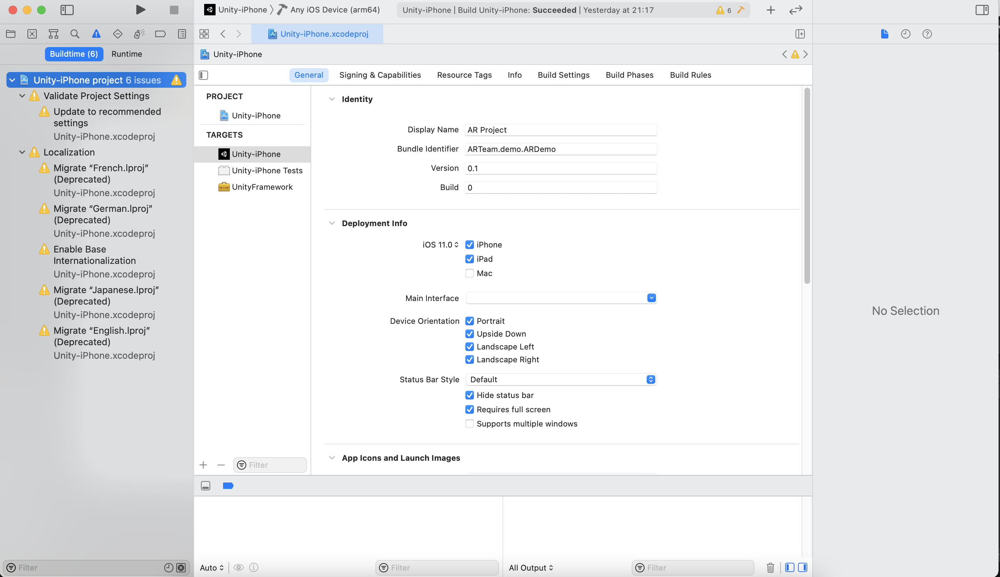 Unity-iPhone
Any iOS Device (arm64)
Unity-iPhone | Build Unity-iPhone: Succeeded | Yesterday at 21:17
6
Unity-iPhone.xcodeproj
Buildtime (6)
Runtime
Unity-iPhone
Unity-iPhone project 6 issues
Validate Project Settings
Update to recommended
settings
Unity-iPhone.xcodeproj
Localization
Migrate “French.lproj”
(Deprecated)
Unity-iPhone.xcodeproj
Migrate “German.lproj”
(Deprecated)
Unity-iPhone.xcodeproj
Enable Base
Internationalization
Unity-iPhone.xcodeproj
Migrate “Japanese.lproj”
(Deprecated)
Unity-iPhone.xcodeproj
Migrate “English.lproj”
(Deprecated)
Unity-iPhone.xcodeproj
Filter
General
Signing & Capabilities
Resource Tags
Info
Build Settings
Build Phases
Build Rules
PROJECT
Unity-iPhone
TARGETS
Unity-iPhone
Unity-iPhone Tests
UnityFramework
Filter
Identity
Display Name AR Project
Bundle Identifier ARTeam.demo.ARDemo
Version 0.1
Build 0
Deployment Info
iOS 11.0 iPhone
iPad
Mac
Main Interface
Device Orientation Portrait
Upside Down
Landscape Left
Landscape Right
Status Bar Style Default
Hide status bar
Requires full screen
Supports multiple windows
App Icons and Launch Images
No Selection
Auto
Filter
All Output
Filter